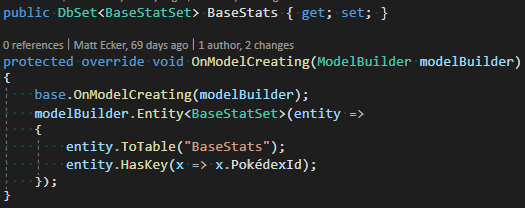 public DbSet<BaseStatSet> BaseStats { get; set; }
0 references | Matt Ecker, 69 days ago | 1 author, 2 changes
protected override void OnModelCreating(ModelBuilder modelBuilder)
{
base.OnModelCreating(modelBuilder);
modelBuilder.Entity<BaseStatSet>(entity =>
{
entity.ToTable("BaseStats");
entity.HasKey(x => x.PokédexId);
});
}